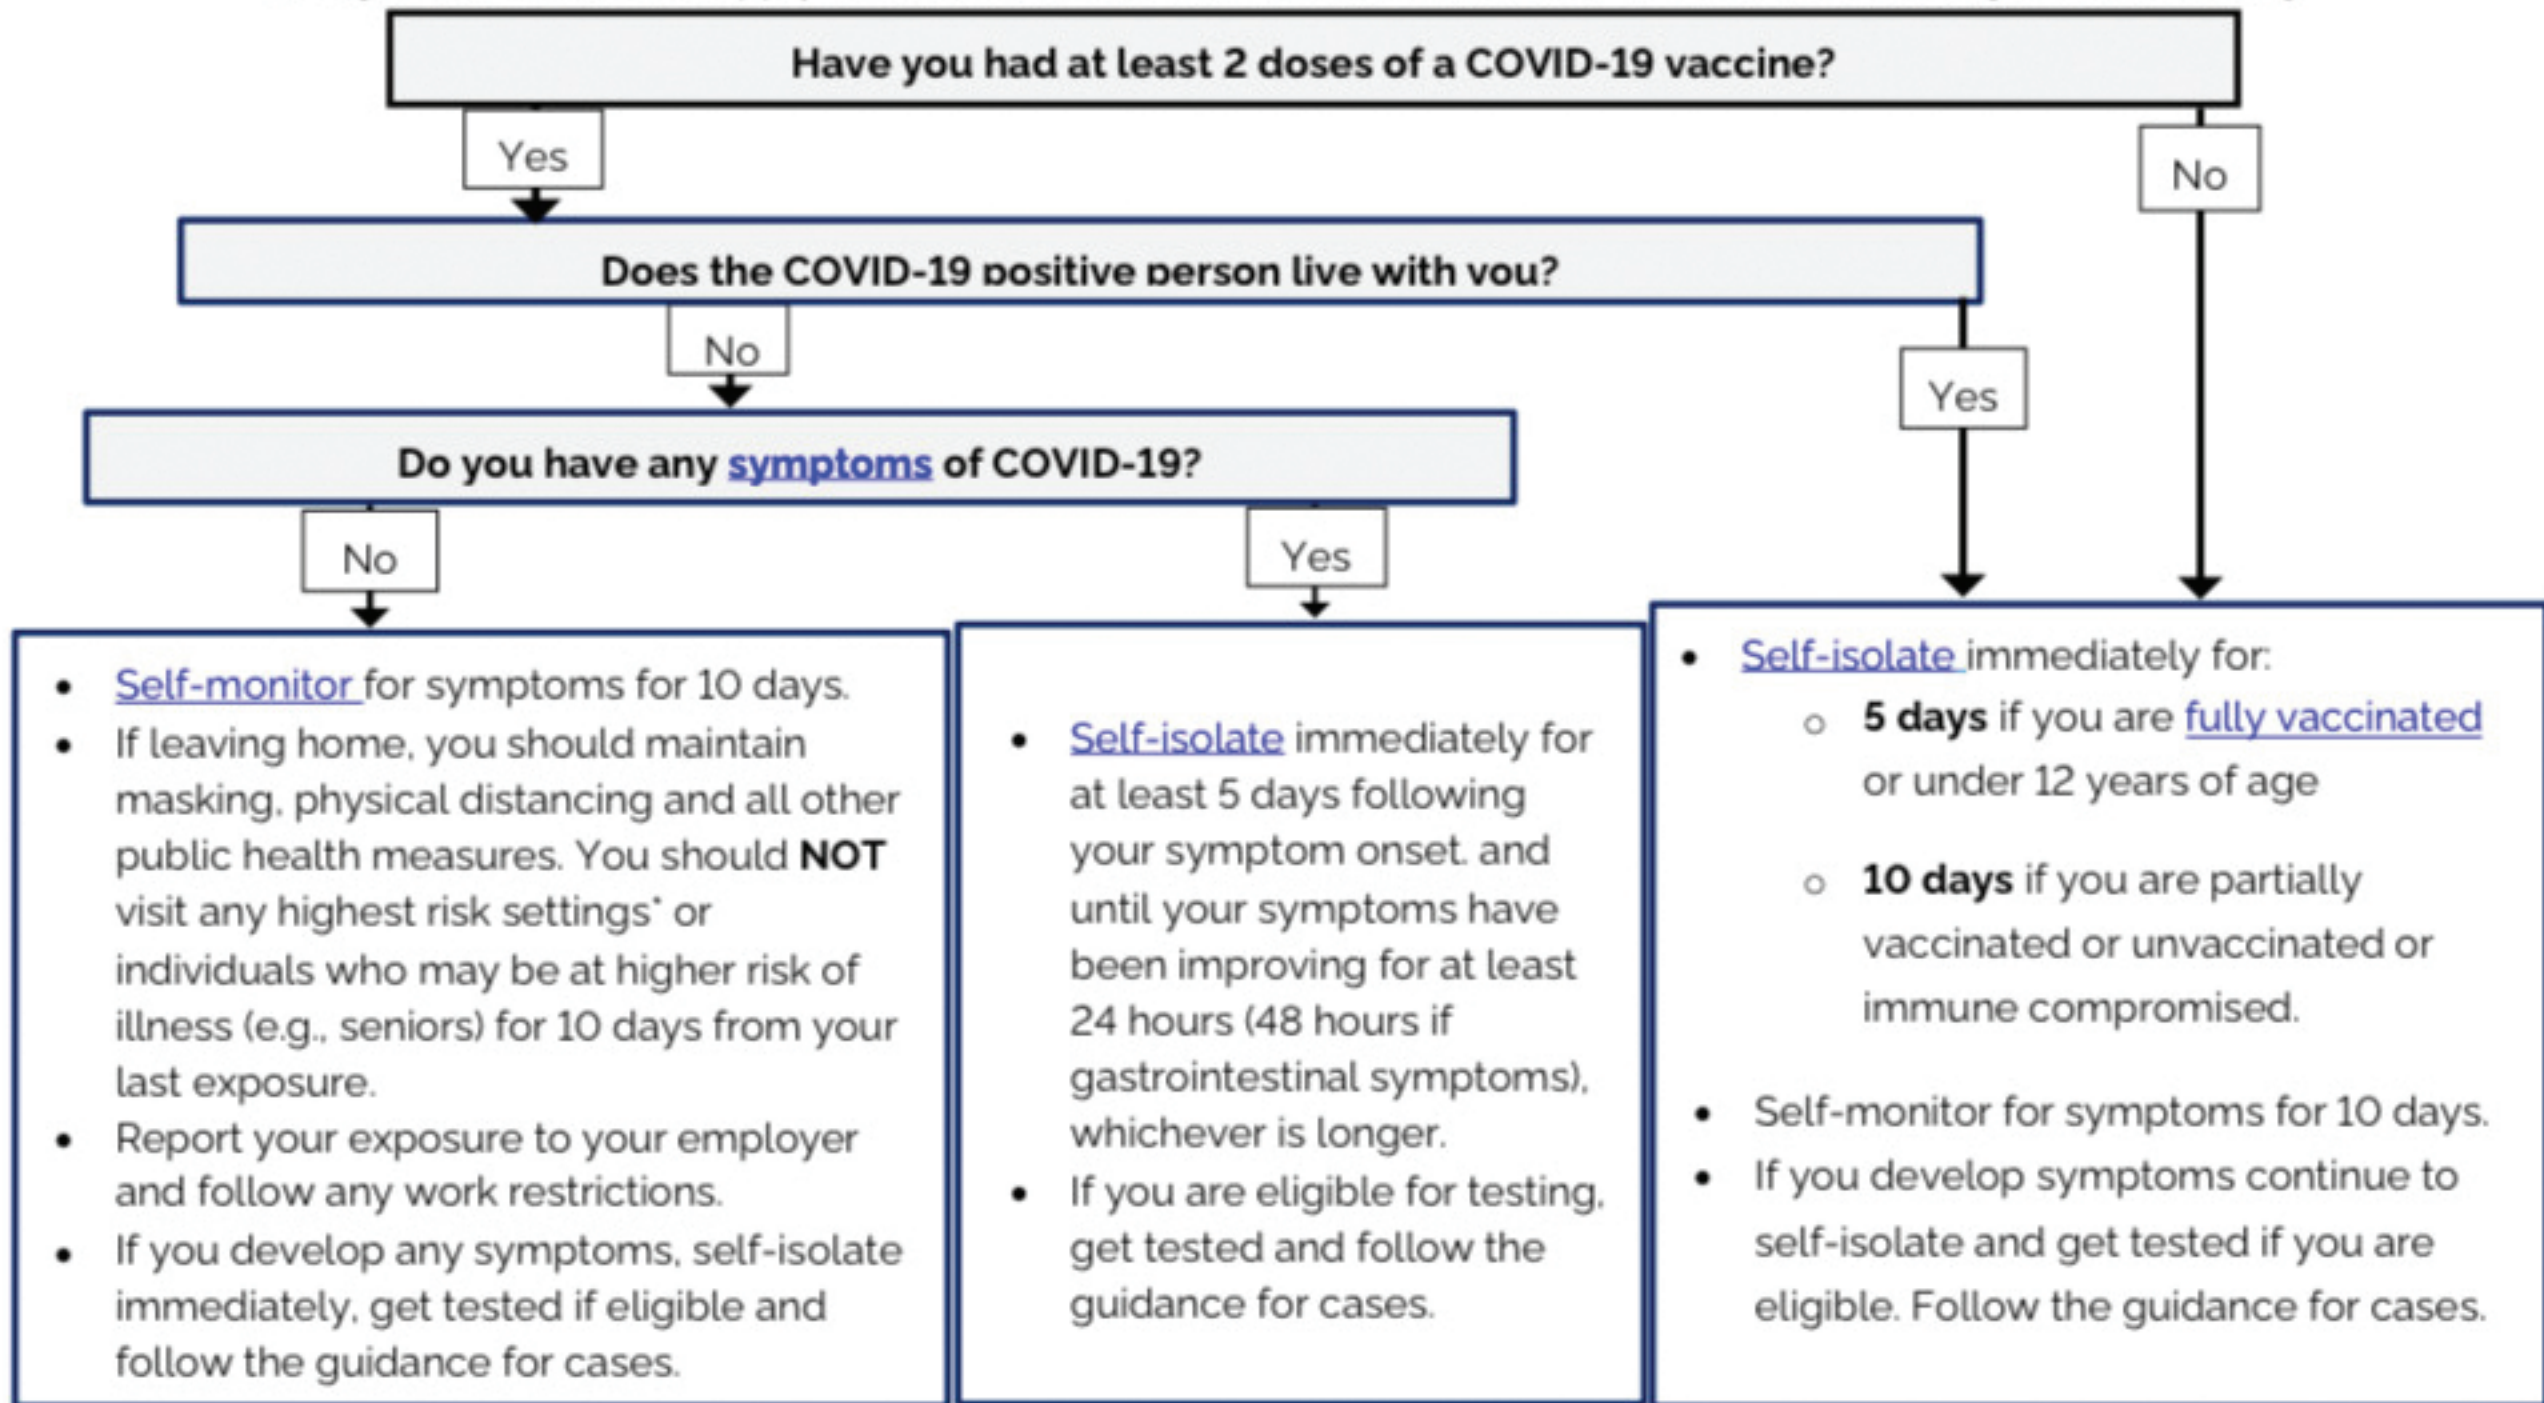 Have you had at least 2 doses of a COVID-19 vaccine?
Yes
No
Does the COVID-19 positive person live with you?
No
Yes
Do you have any symptoms of COVID-19?
No
Yes
• Self-monitor for symptoms for 10 days.
• If leaving home, you should maintain
masking, physical distancing and all other
public health measures. You should NOT
visit any highest risk settings* or
individuals who may be at higher risk of
illness (e.g., seniors) for 10 days from your
last exposure.
• Report your exposure to your employer
and follow any work restrictions.
• If you develop any symptoms, self-isolate
immediately, get tested if eligible and
follow the guidance for cases.
• Self-isolate immediately for
at least 5 days following
your symptom onset. and
until your symptoms have
been improving for at least
24 hours (48 hours if
gastrointestinal symptoms),
whichever is longer.
• If you are eligible for testing,
get tested and follow the
guidance for cases.
• Self-isolate immediately for:
o 5 days if you are fully vaccinated
or under 12 years of age
o 10 days if you are partially
vaccinated or unvaccinated or
immune compromised.
• Self-monitor for symptoms for 10 days.
• If you develop symptoms continue to
self-isolate and get tested if you are
eligible. Follow the guidance for cases.